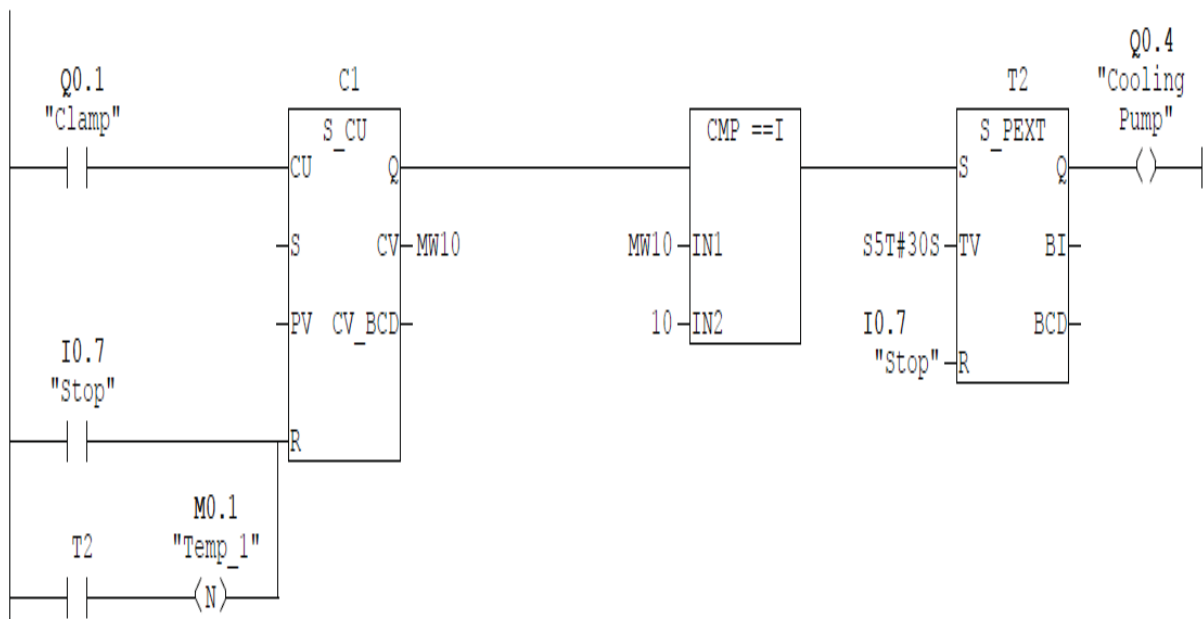 Q0.4
Q0.1 C1 T2 "Cooling
"Clamp" Pump"
S_CU CMP ==I S_PEXT
CU Q S Q
S CV MW10 MW10 IN1 S5T#30S TV BI
PV CV_BCD 10 IN2 I0.7 BCD
I0.7 "Stop" R
"Stop"
R
M0.1
T2 "Temp_1"
N